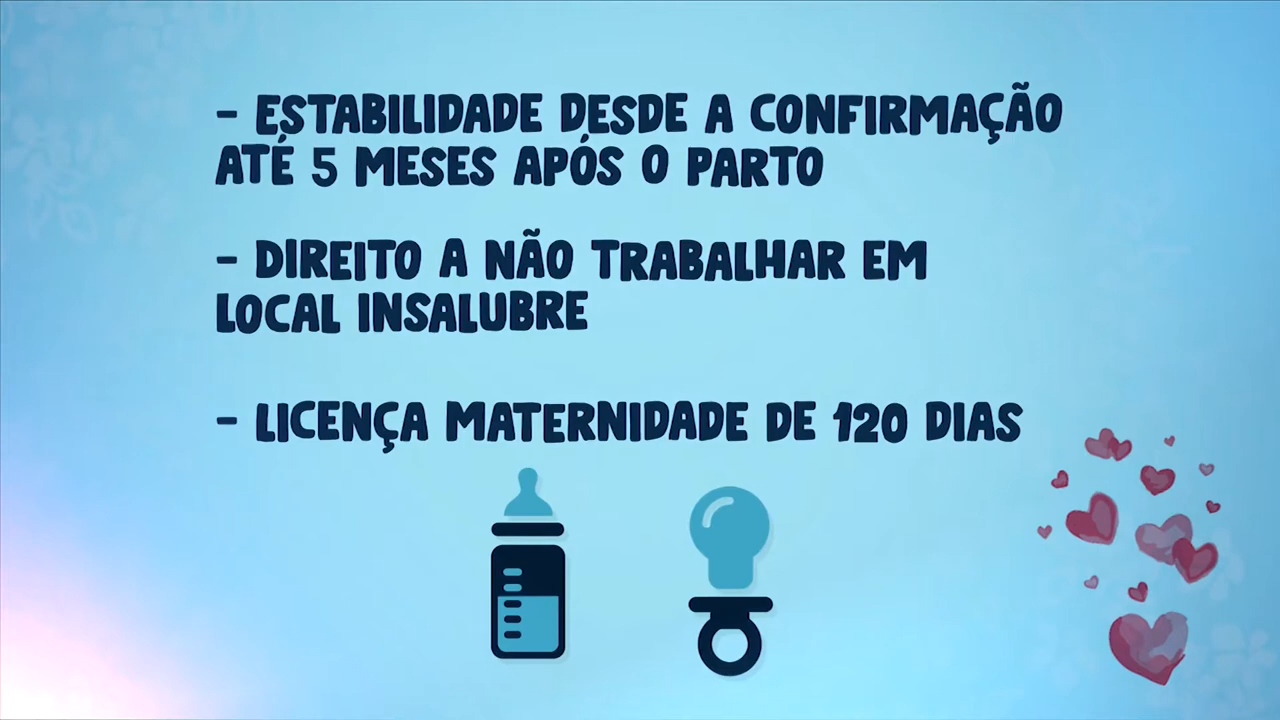 - ESTABILIDADE DESDE A CONFIRMAÇÃO
ATÉ 5 MESES APÓS O PARTO
- DIREITO A NÃO TRABALHAR EM
LOCAL INSALUBRE
- LICENÇA MATERNIDADE DE 120 DIAS